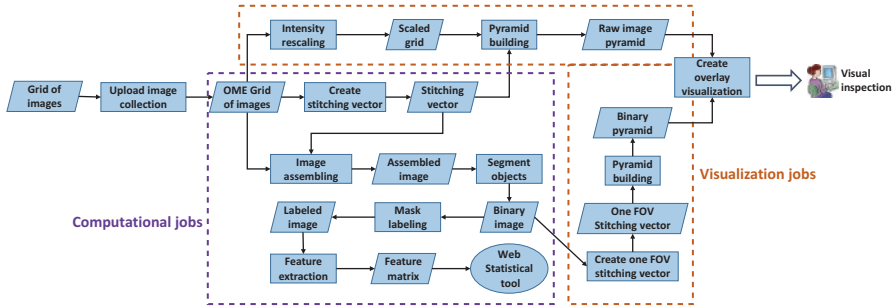 Intensity
rescaling
Scaled
grid
Pyramid
building
Raw image
pyramid
Create
overlay
visualization
Visual
inspection
Grid of
images
Upload image
collection
OME Grid
of images
Create
stitching vector
Stitching
vector
Binary
pyramid
Image
assembling
Assembled
image
Segment
objects
Pyramid
building
Visualization jobs
Computational jobs
Labeled
image
Mask
labeling
Binary
image
One FOV
Stitching vector
Feature
extraction
Feature
matrix
Web
Statistical
tool
Create one FOV
stitching vector